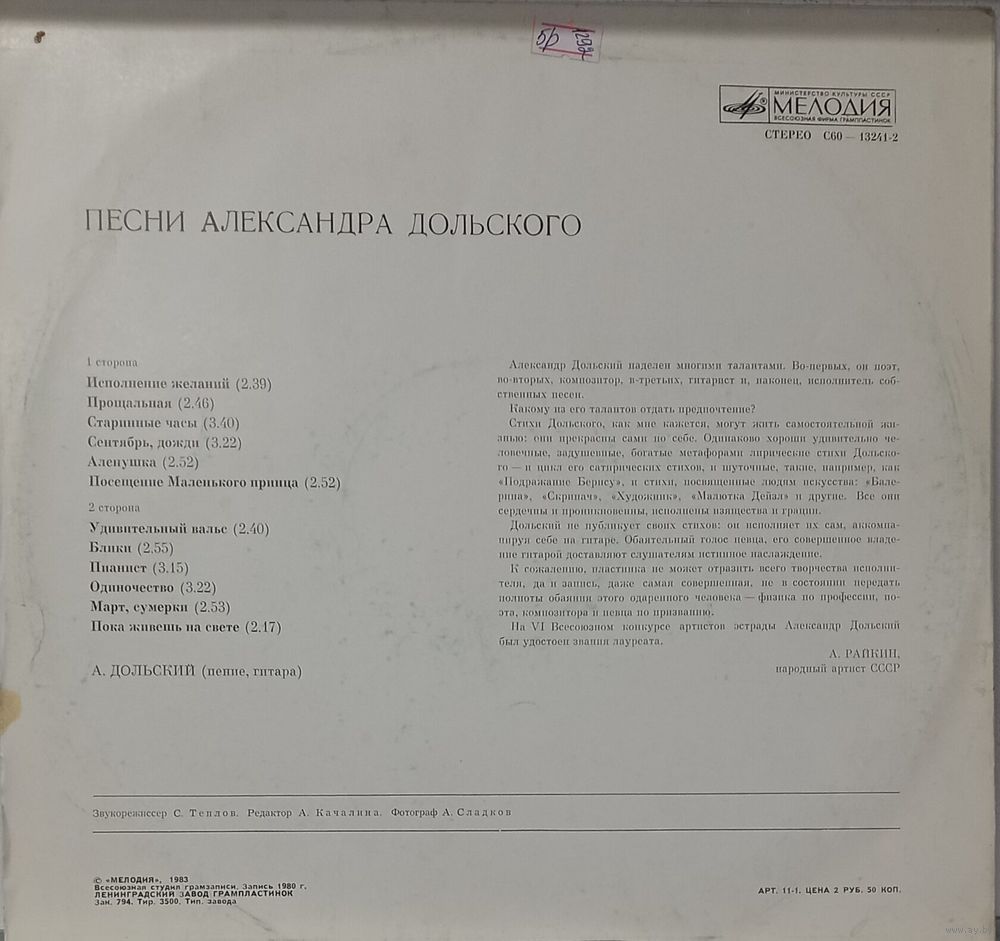 5р
1292
МИНИСТЕРСТВО КУЛЬТУРЫ СССР
МЕЛОДИЯ
ВСЕСОЮЗНАЯ ФИРМА ГРАМПЛАСТИНОК
СТЕРЕО С60 — 13241-2
ПЕСНИ АЛЕКСАНДРА ДОЛЬСКОГО
1 сторона
Исполнение желаний (2.39)
Прощальная (2.46)
Старинные часы (3.40)
Сентябрь, дожди (3.22)
Аленушка (2.52)
Посещение Маленького принца (2.52)
2 сторона
Удивительный вальс (2.40)
Блики (2.55)
Пианист (3.15)
Одиночество (3.22)
Март, сумерки (2.53)
Пока живешь на свете (2.17)
А. ДОЛЬСКИЙ (пение, гитара)
Александр Дольский наделен многими талантами. Во-первых, он поэт,
во-вторых, композитор, в-третьих, гитарист и, наконец, исполнитель соб-
ственных песен.
Какому из его талантов отдать предпочтение?
Стихи Дольского, как мне кажется, могут жить самостоятельной жи-
знью: они прекрасны сами по себе. Одинаково хороши удивительно че-
ловечные, задушевные, богатые метафорами лирические стихи Дольско-
го — и цикл его сатирических стихов, и шуточные, такие, например, как
«Подражание Бернсу», и стихи, посвященные людям искусства: «Бале-
рина», «Скрипач», «Художник», «Малютка Дейзл» и другие. Все они
сердечны и проникновенны, исполнены изящества и грации.
Дольский не публикует своих стихов: он исполняет их сам, аккомпа-
нируя себе на гитаре. Обаятельный голос певца, его совершенное владе-
ние гитарой доставляют слушателям истинное наслаждение.
К сожалению, пластинка не может отразить всего творчества исполни-
теля, да и запись, даже самая совершенная, не в состоянии передать
полноты обаяния этого одаренного человека — физика по профессии, по-
эта, композитора и певца по призванию.
На VI Всесоюзном конкурсе артистов эстрады Александр Дольский
был удостоен звания лауреата.
А. РАЙКИН,
народный артист СССР
Звукорежиссер С. Теплов. Редактор А. Качалина. Фотограф А. Сладков
© «МЕЛОДИЯ», 1983
Всесоюзная студия грамзаписи. Запись 1980 г.
ЛЕНИНГРАДСКИЙ ЗАВОД ГРАМПЛАСТИНОК
Зак. 794. Тир. 3500. Тип. завода
АРТ. 11-1. ЦЕНА 2 РУБ. 50 КОП.